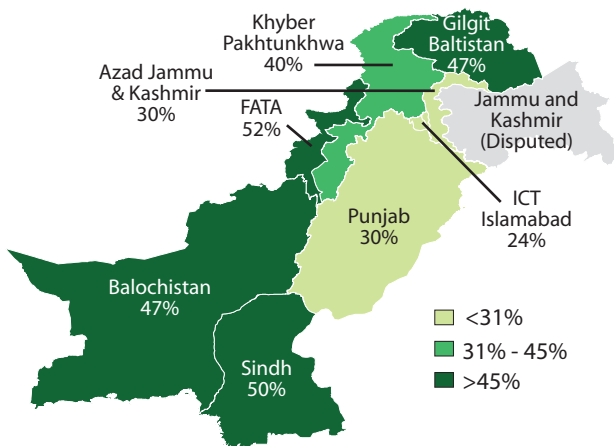 Khyber
Pakhtunkhwa
40%
Gilgit
Baltistan
47%
Azad Jammu
& Kashmir
30%
FATA
52%
Jammu and
Kashmir
(Disputed)
ICT
Islamabad
24%
Punjab
30%
Balochistan
47%
Sindh
50%
<31%
31% - 45%
>45%